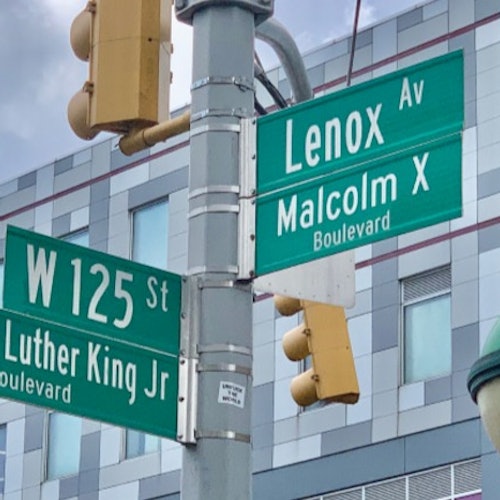 Lenox Av
Malcolm X
Boulevard
W 125 St
Luther King Jr
oulevard